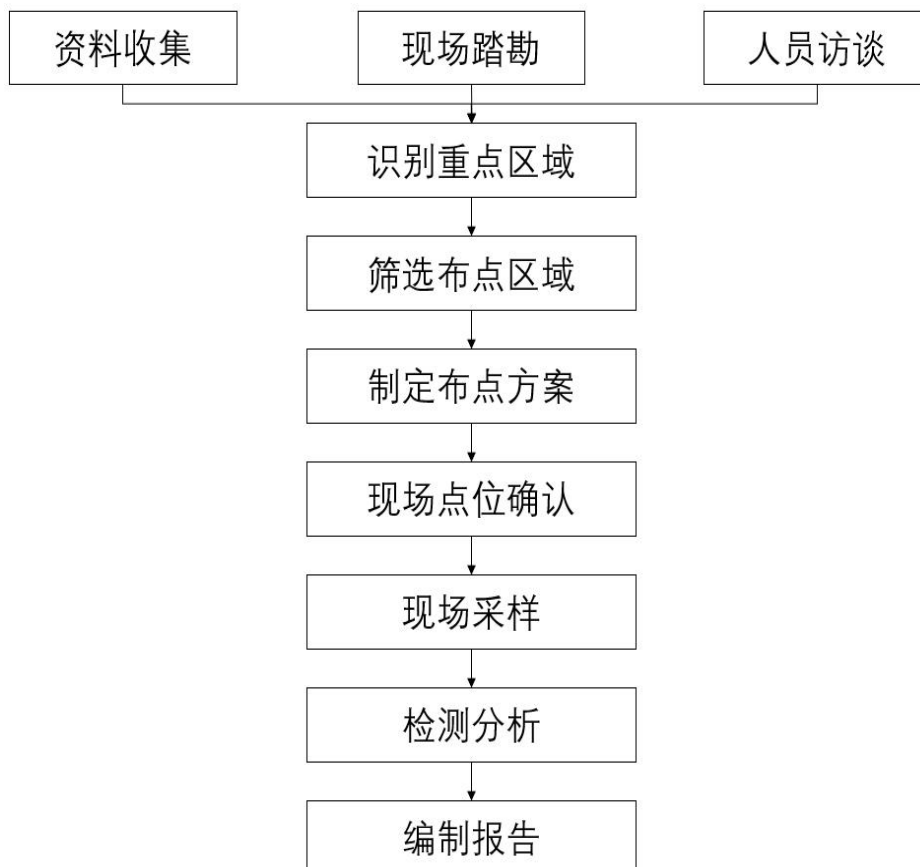 资料收集
现场踏勘
人员访谈
识别重点区域
筛选布点区域
制定布点方案
现场点位确认
现场采样
检测分析
编制报告